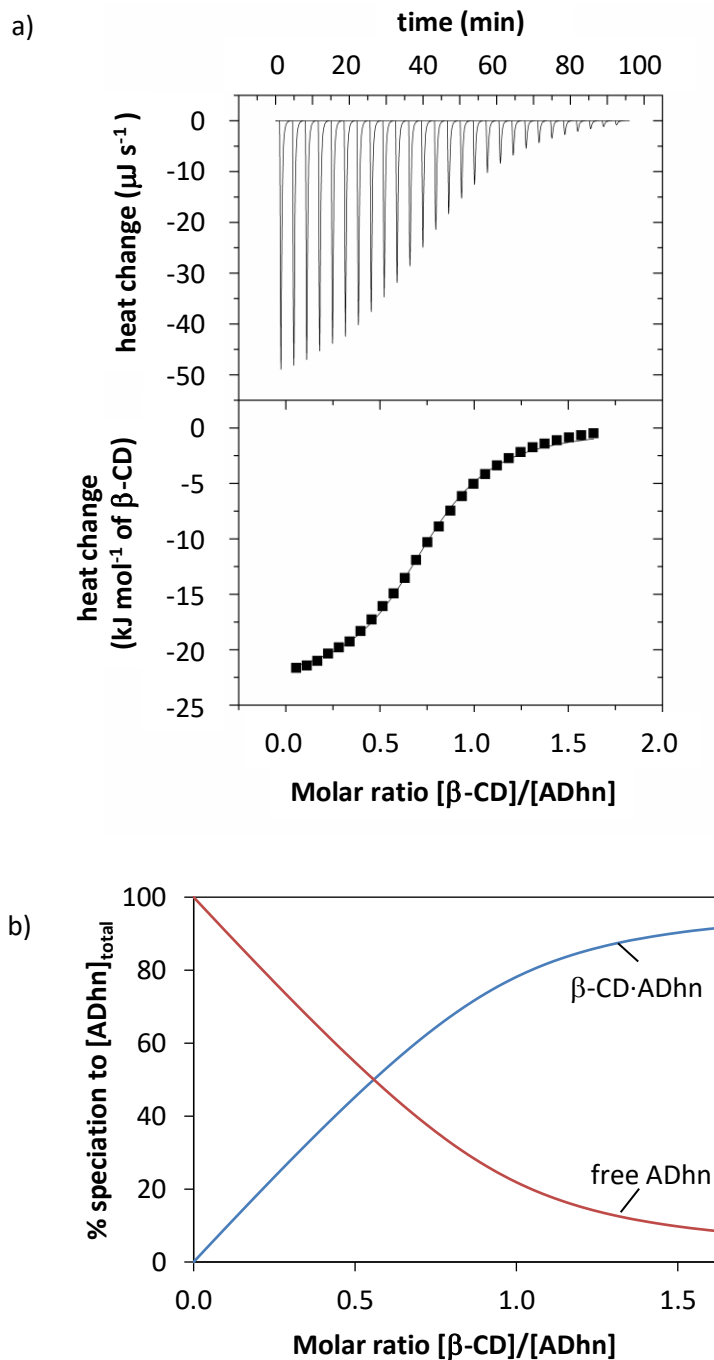 a)
time (min)
0 20 40 60 80 100
heat change (μJ s⁻¹)
0
-10
-20
-30
-40
-50
heat change
(kJ mol⁻¹ of β-CD)
0
-5
-10
-15
-20
-25
0.0 0.5 1.0 1.5 2.0
Molar ratio [β-CD]/[ADhn]
b)
% speciation to [ADhn]total
100
80
60
40
20
0
β-CD·ADhn
free ADhn
0.0 0.5 1.0 1.5
Molar ratio [β-CD]/[ADhn]